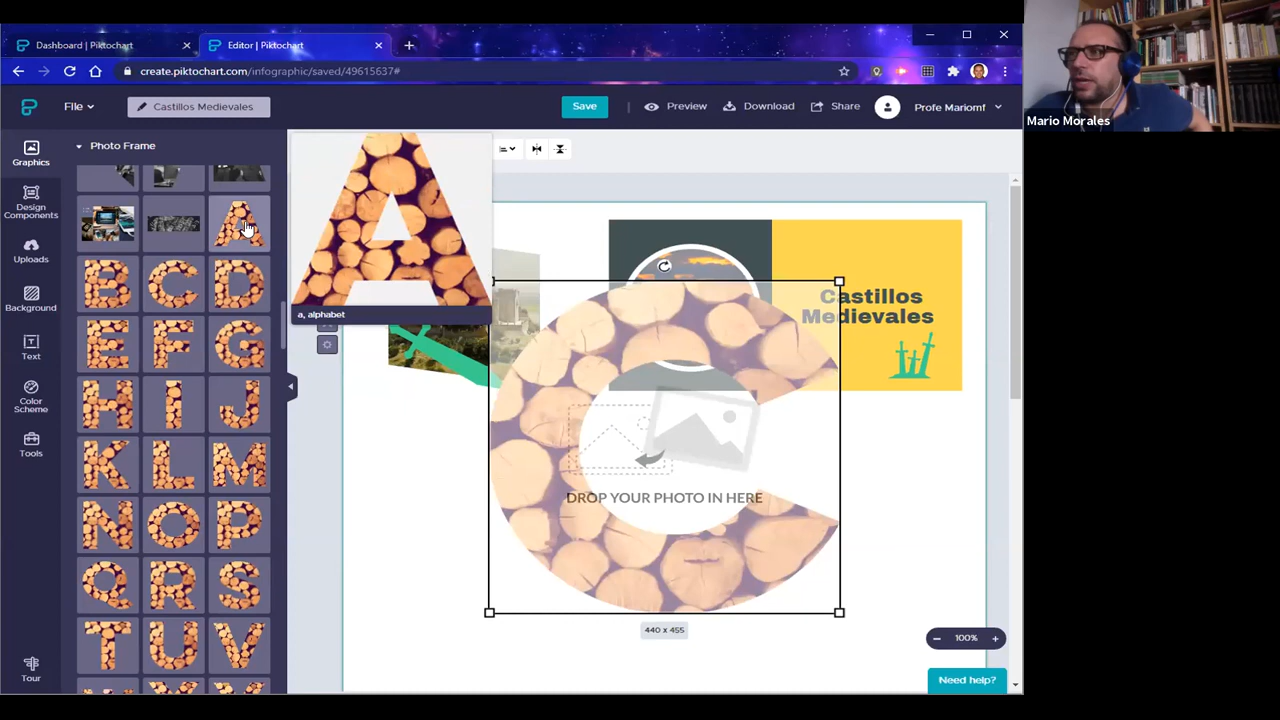 Dashboard | Piktochart
Editor | Piktochart
create.piktochart.com/infographic/saved/49615637#
File
Castillos Medievales
Save
Preview
Download
Share
Profe Mariomf
Mario Morales
Graphics
Design
Components
Uploads
Background
Text
Color
Scheme
Tools
Tour
Photo Frame
A
B
C
D
E
F
G
H
I
J
K
L
M
N
O
P
Q
R
S
T
U
V
A
a, alphabet
Castillos
Medievales
C
DROP YOUR PHOTO IN HERE
440 x 455
100%
Need help?